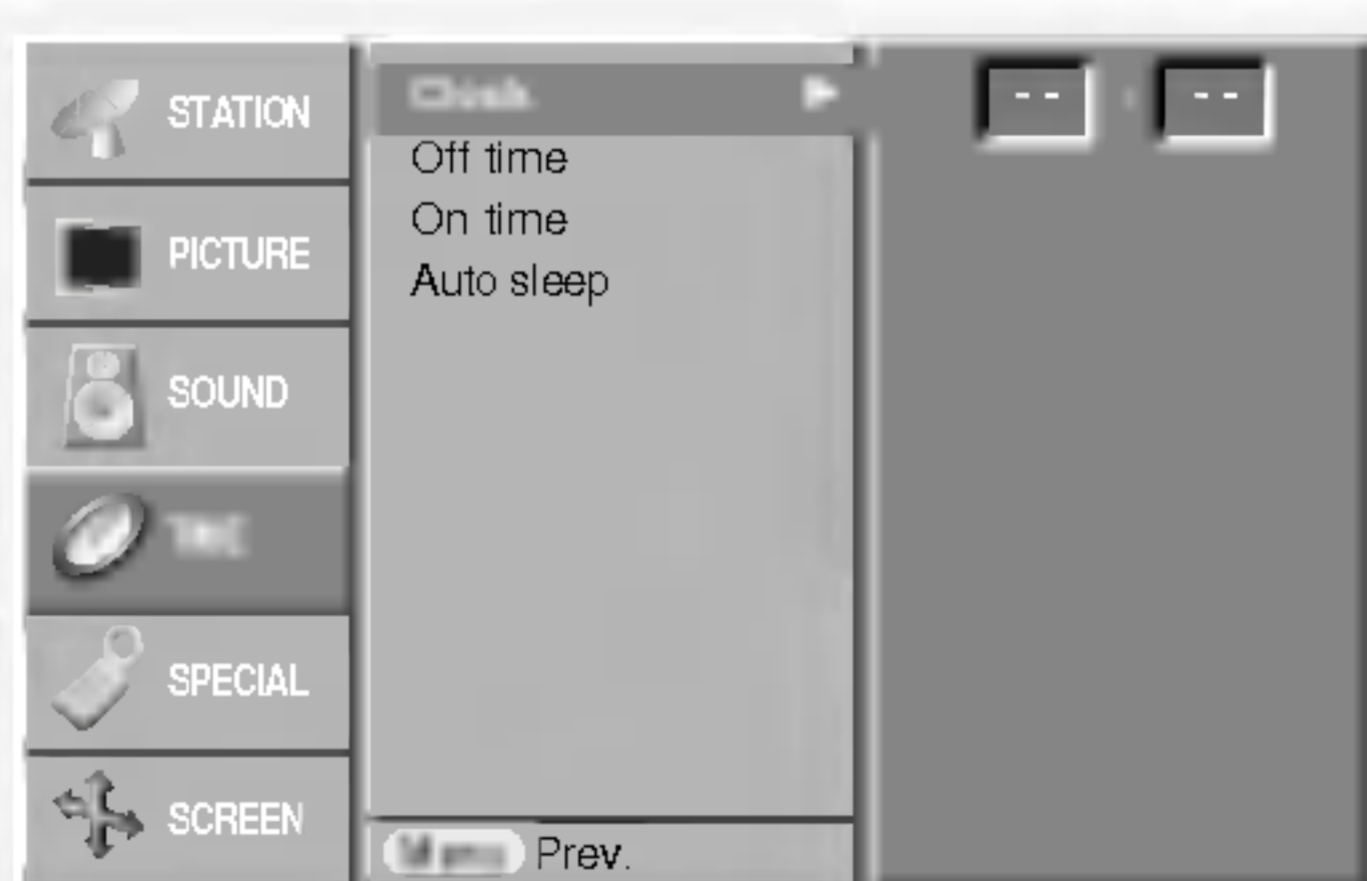 STATION
PICTURE
SOUND
SPECIAL
SCREEN
Off time
On time
Auto sleep
Prev.
-- : --